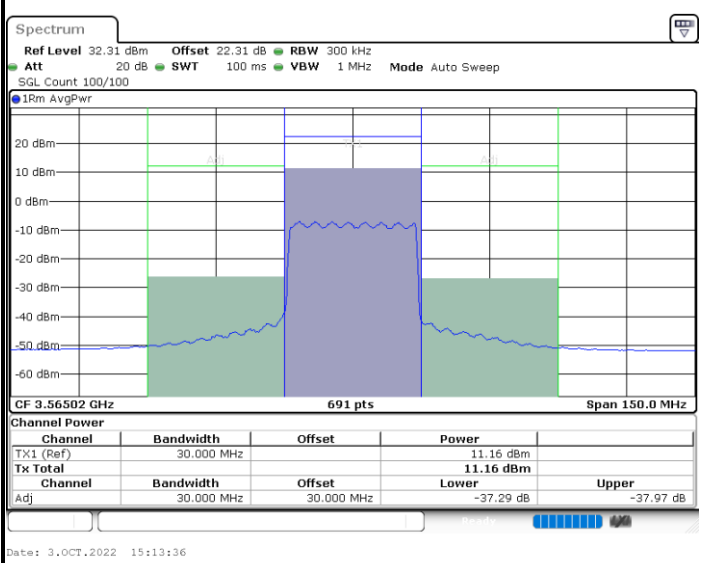 Spectrum
Ref Level 32.31 dBm Offset 22.31 dB RBW 300 kHz
Att 20 dB SWT 100 ms VBW 1 MHz Mode Auto Sweep
SGL Count 100/100
1Rm AvgPwr
20 dBm
Adj Adj
10 dBm
0 dBm
-10 dBm
-20 dBm
-30 dBm
-40 dBm
-50 dBm
-60 dBm
CF 3.56502 GHz 691 pts Span 150.0 MHz
Channel Power
Channel Bandwidth Offset Power
TX1 (Ref) 30.000 MHz 11.16 dBm
Tx Total 11.16 dBm
Channel Bandwidth Offset Lower Upper
Adj 30.000 MHz 30.000 MHz -37.29 dB -37.97 dB
Ready
Date: 3.OCT.2022 15:13:36